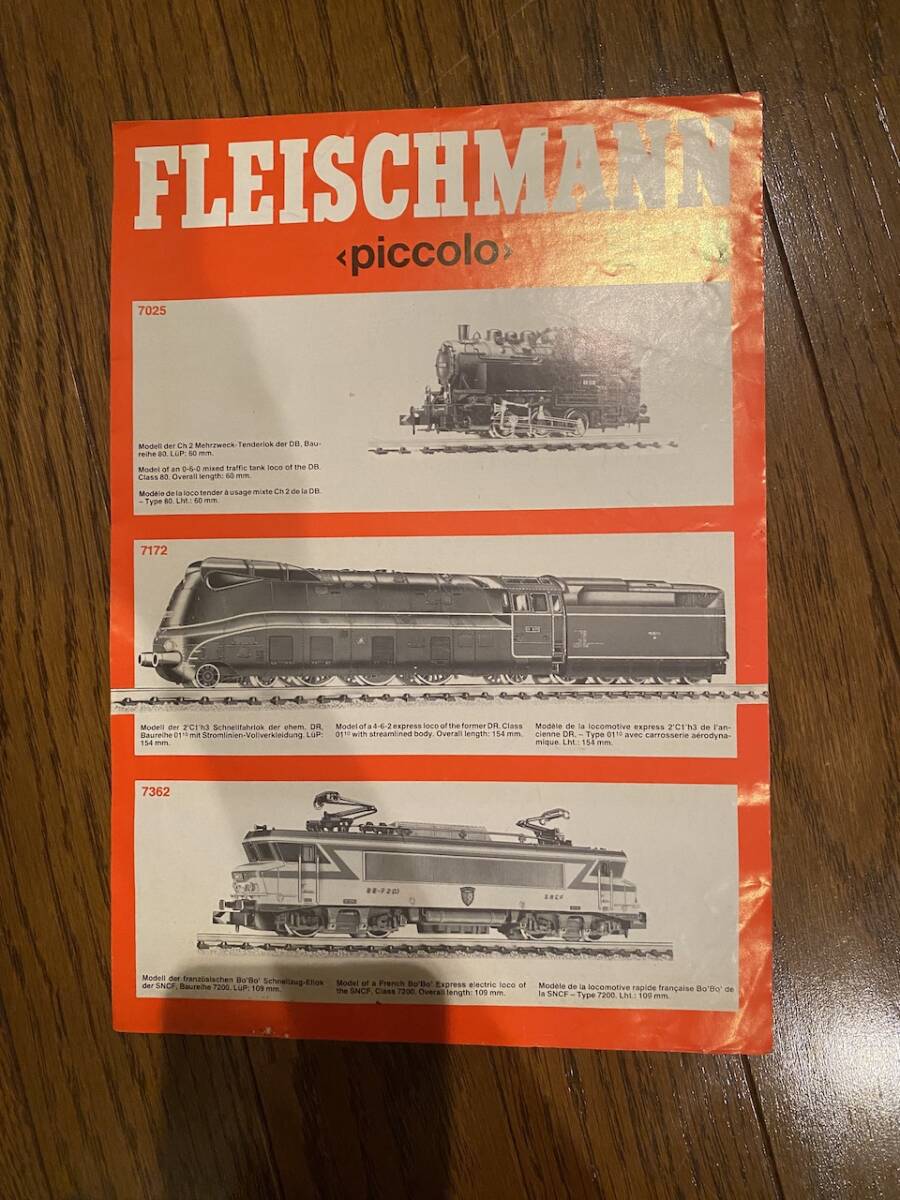 FLEISCHMANN
‹piccolo›
7025
Modell der Ch 2 Mehrzweck-Tenderlok der DB, Bau-
reihe 80. LüP: 60 mm.
Model of an 0-6-0 mixed traffic tank loco of the DB.
Class 80. Overall length: 60 mm.
Modèle de la loco tender à usage mixte Ch 2 de la DB.
– Type 80. Lht.: 60 mm.
7172
Modell der 2'C1'h3 Schnellfahrlok der ehem. DR,
Baureihe 01¹⁰ mit Stromlinien-Vollverkleidung. LüP:
154 mm.
Model of a 4-6-2 express loco of the former DR. Class
01¹⁰ with streamlined body. Overall length: 154 mm.
Modèle de la locomotive express 2'C1'h3 de l'an-
cienne DR. – Type 01¹⁰ avec carrosserie aérodyna-
mique. Lht.: 154 mm.
7362
SNCF
Modell der französischen Bo'Bo' Schnellzug-Ellok
der SNCF, Baureihe 7200. LüP: 109 mm.
Model of a French Bo'Bo' Express electric loco of
the SNCF, Class 7200. Overall length: 109 mm.
Modèle de la locomotive rapide française Bo'Bo' de
la SNCF – Type 7200. Lht.: 109 mm.